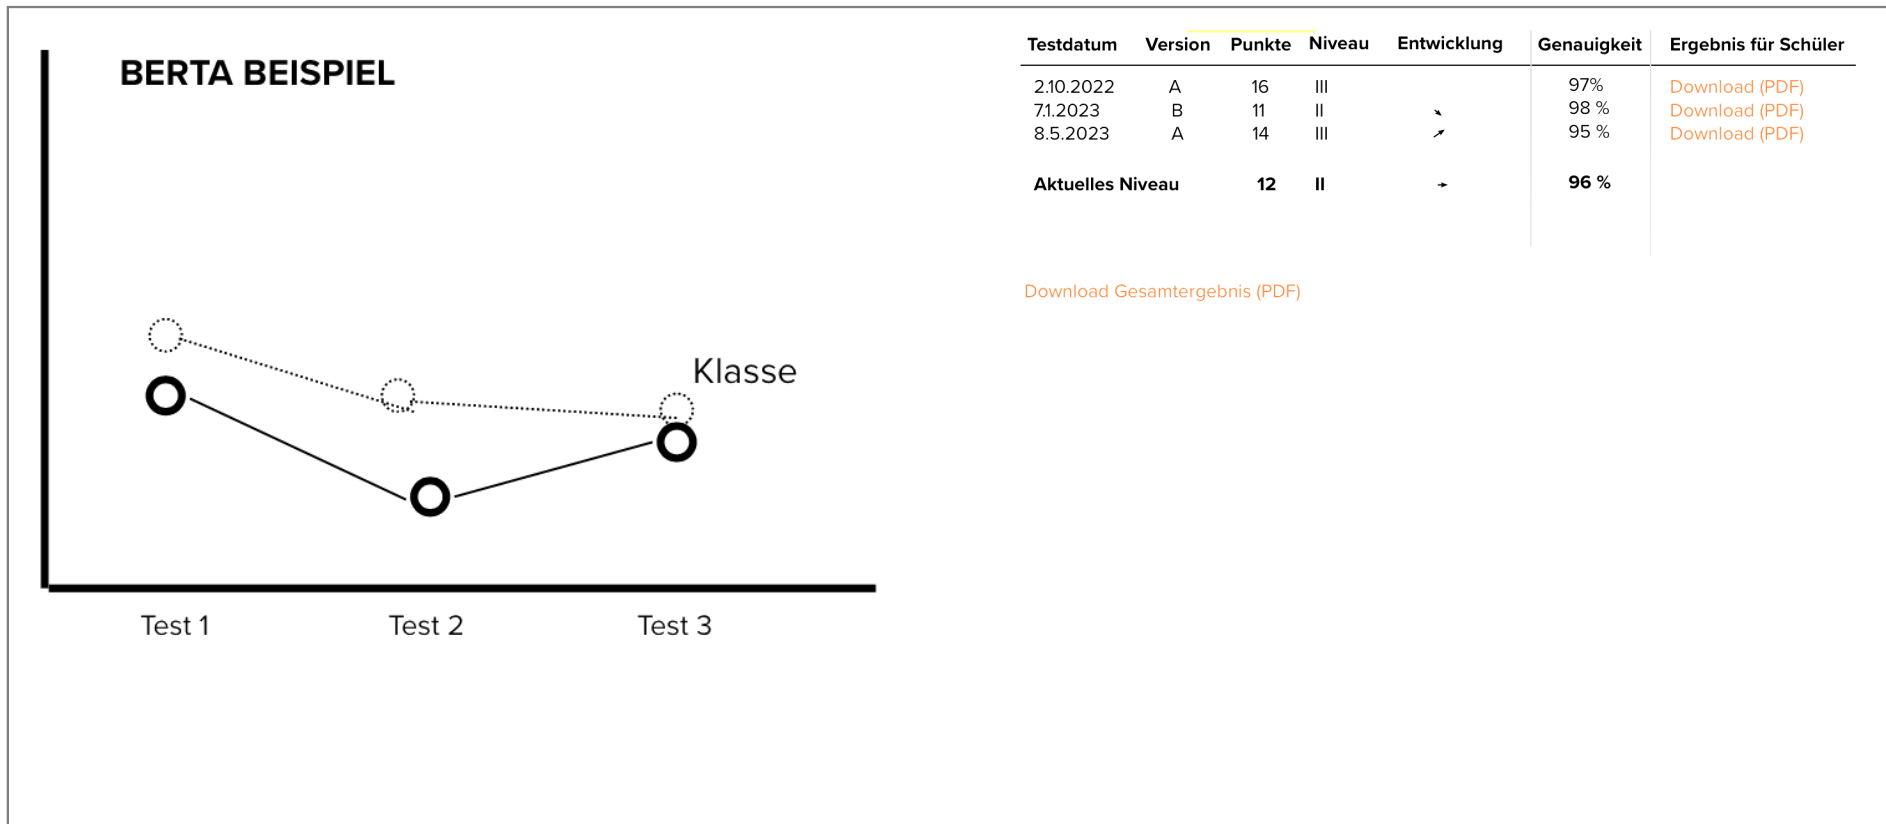 BERTA BEISPIEL
Klasse
Test 1 Test 2 Test 3
Testdatum Version Punkte Niveau Entwicklung Genauigkeit Ergebnis für Schüler
2.10.2022 A 16 III 97% Download (PDF)
7.1.2023 B 11 II 98 % Download (PDF)
8.5.2023 A 14 III 95 % Download (PDF)
Aktuelles Niveau 12 II 96 %
Download Gesamtergebnis (PDF)